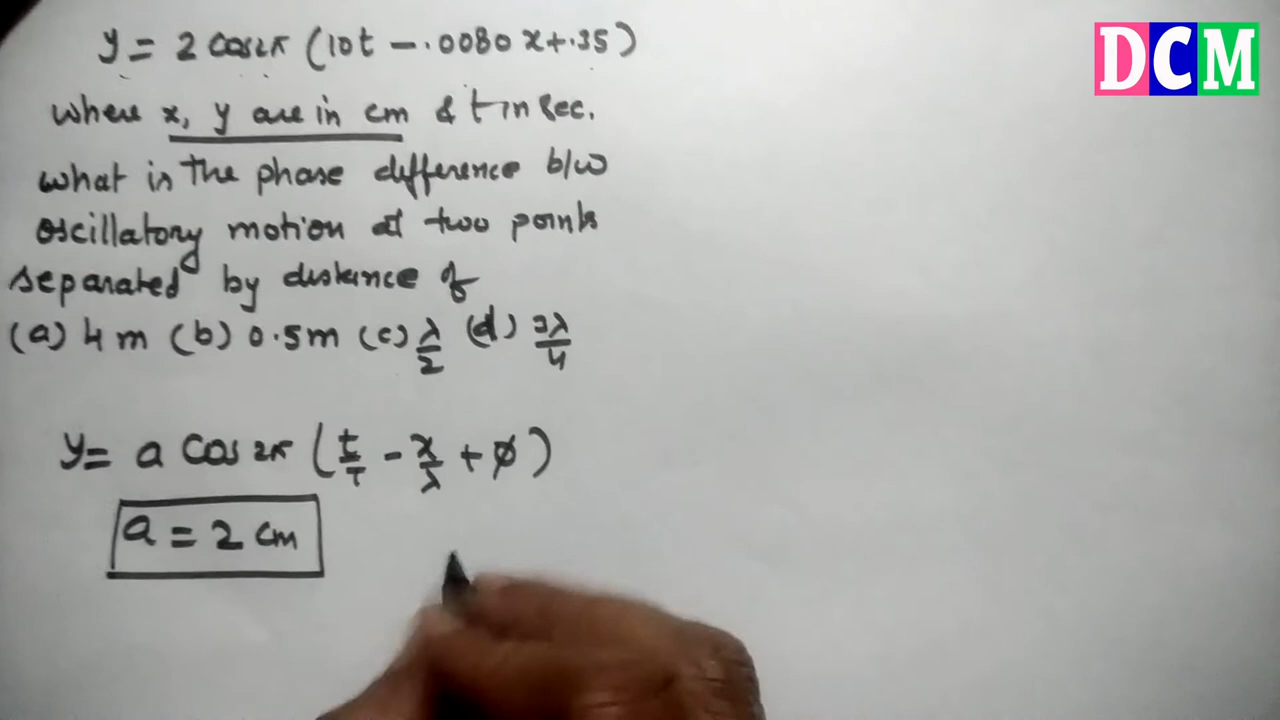 y = 2 cos2π (10t - .0080 x + .35)
DCM
where x, y are in cm & t in sec.
what is the phase difference b/w
oscillatory motion at two points
separated by distance of
(a) 4 m (b) 0.5m (c) λ/2 (d) 3λ/4
y = a cos 2π (t/T - x/λ + ϕ)
a = 2 cm